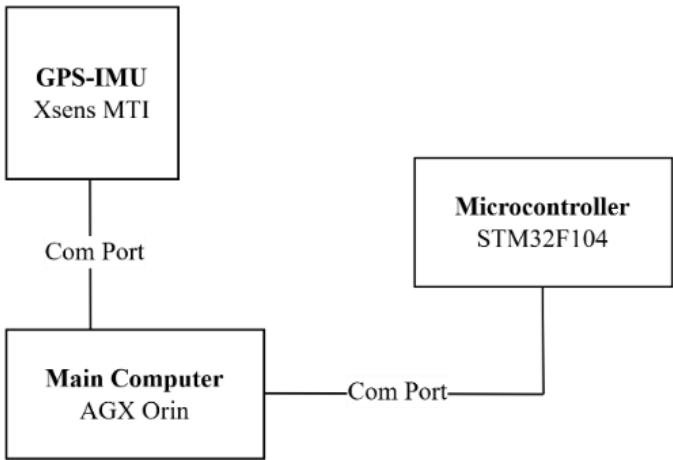 GPS-IMU
Xsens MTI
Microcontroller
STM32F104
Com Port
Main Computer
AGX Orin
Com Port